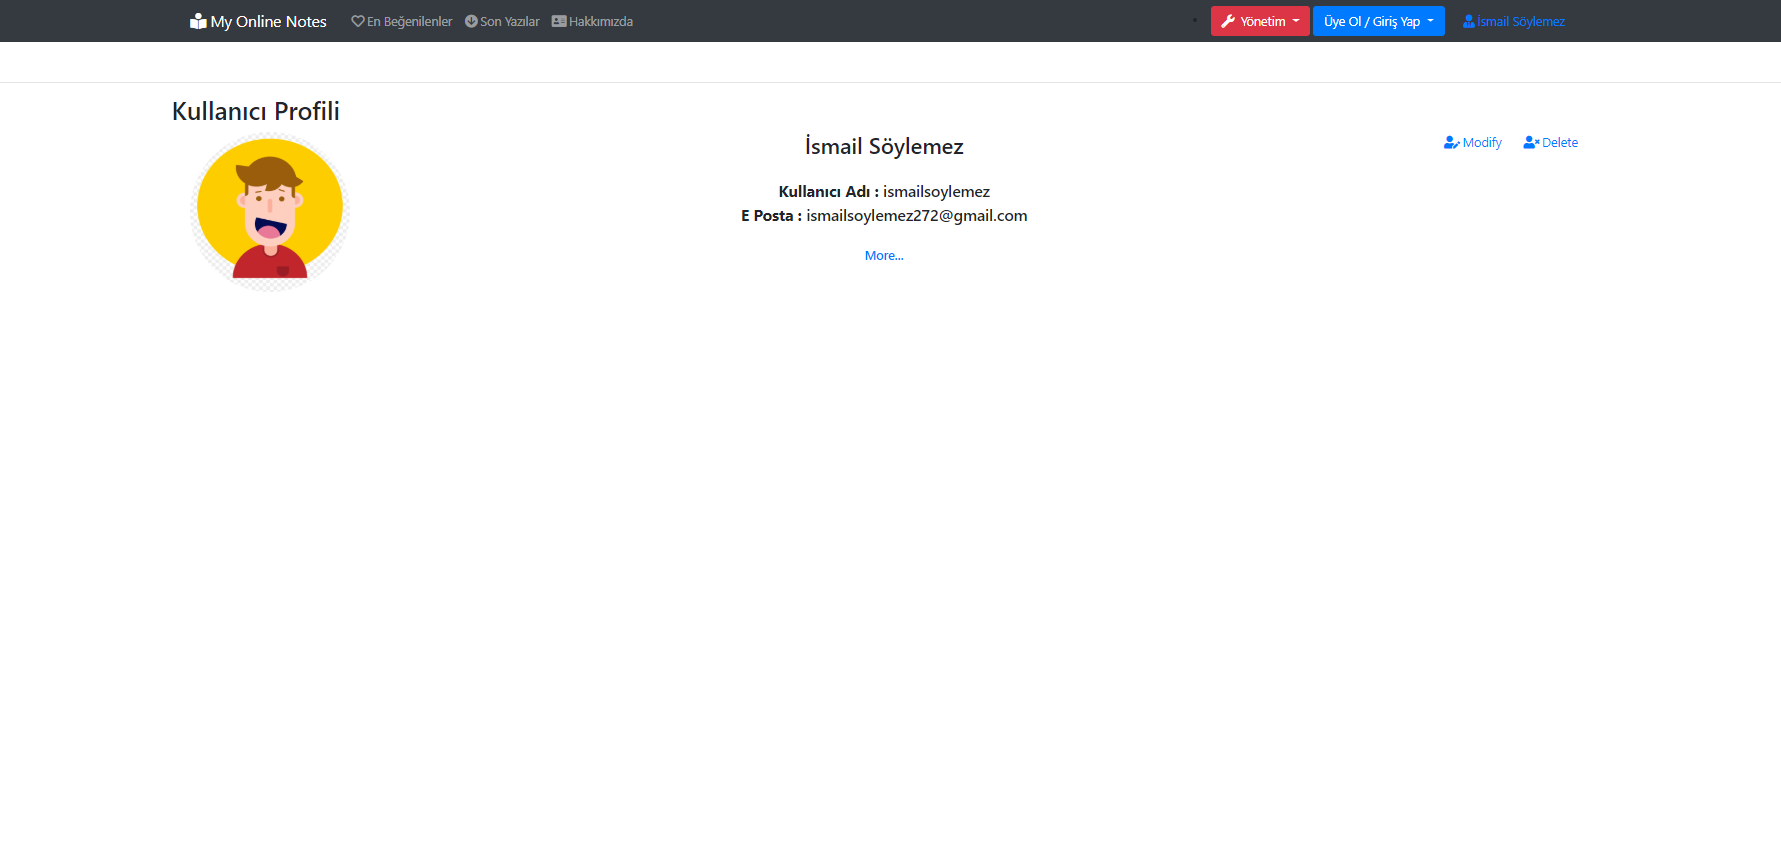 My Online Notes En Beğenilenler Son Yazılar Hakkımızda Yönetim Üye Ol / Giriş Yap İsmail Söylemez
Kullanıcı Profili
İsmail Söylemez
Modify Delete
Kullanıcı Adı : ismailsoylemez
E Posta : ismailsoylemez272@gmail.com
More...